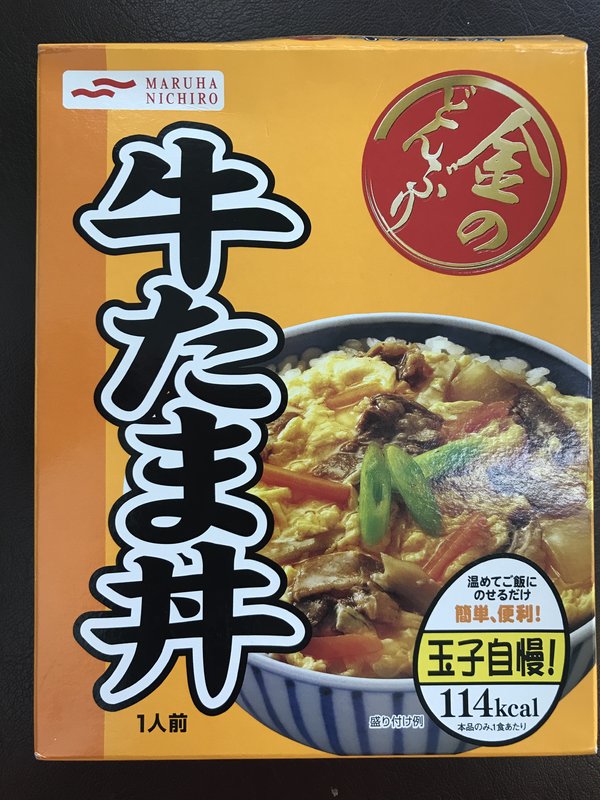 MARUHA
NICHIRO
金の
どんぶり
牛たま丼
温めてご飯に
のせるだけ
簡単、便利!
玉子自慢!
114kcal
本品のみ、1食あたり
1人前
盛り付け例